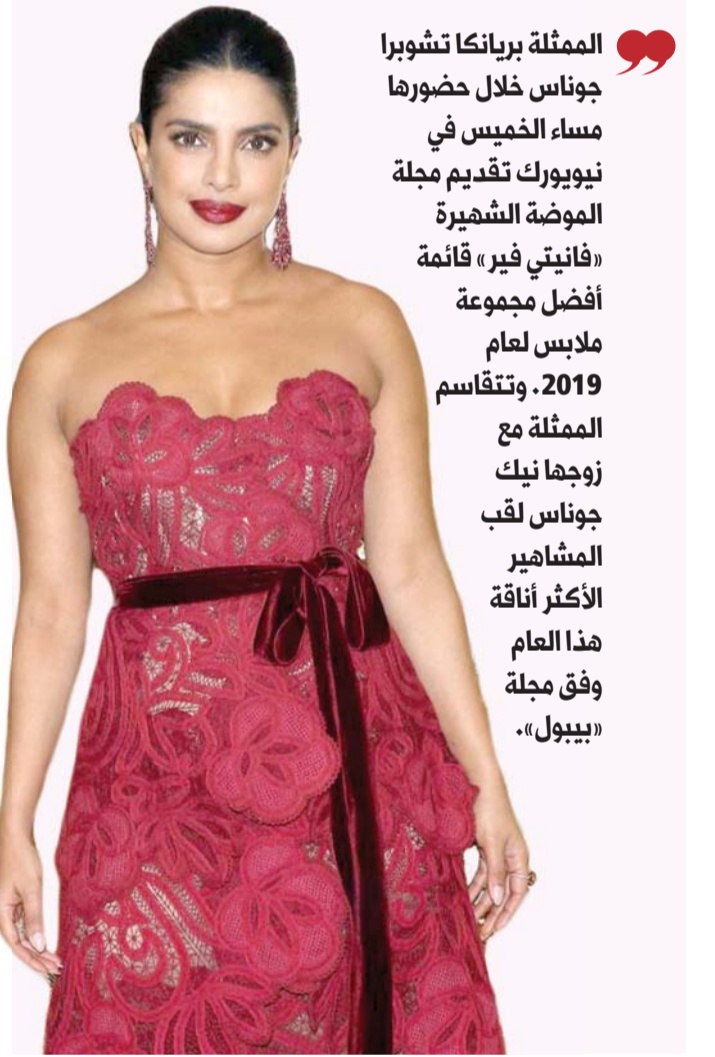 الممثلة بريانكا تشوبرا
جوناس خلال حضورها
مساء الخميس في
نيويورك تقديم مجلة
الموضة الشهيرة
«فانيتي فير» قائمة
أفضل مجموعة
ملابس لعام
2019. وتتقاسم
الممثلة مع
زوجها نيك
جوناس لقب
المشاهير
الأكثر أناقة
هذا العام
وفق مجلة
«بيبول».